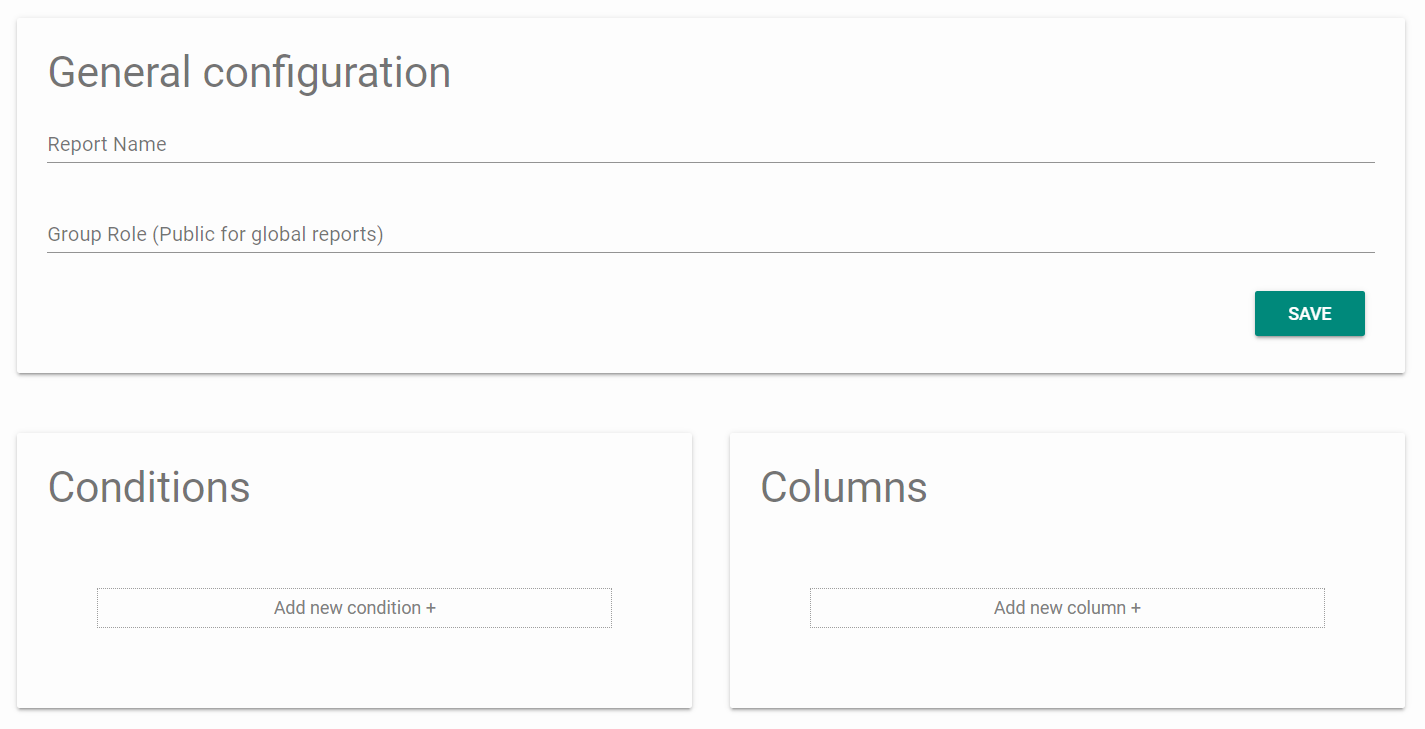 General configuration
Report Name
Group Role (Public for global reports)
SAVE
Conditions
Add new condition +
Columns
Add new column +